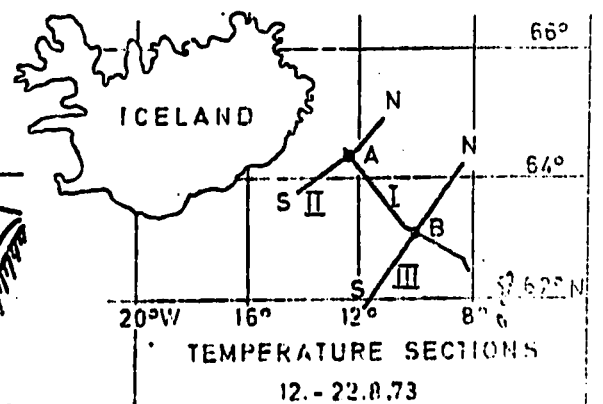 66°
ICELAND
N
N
A
64°
S II
I
B
S
III
62° N
20°W 16° 12° 8°
TEMPERATURE SECTIONS
12. - 22.8.73